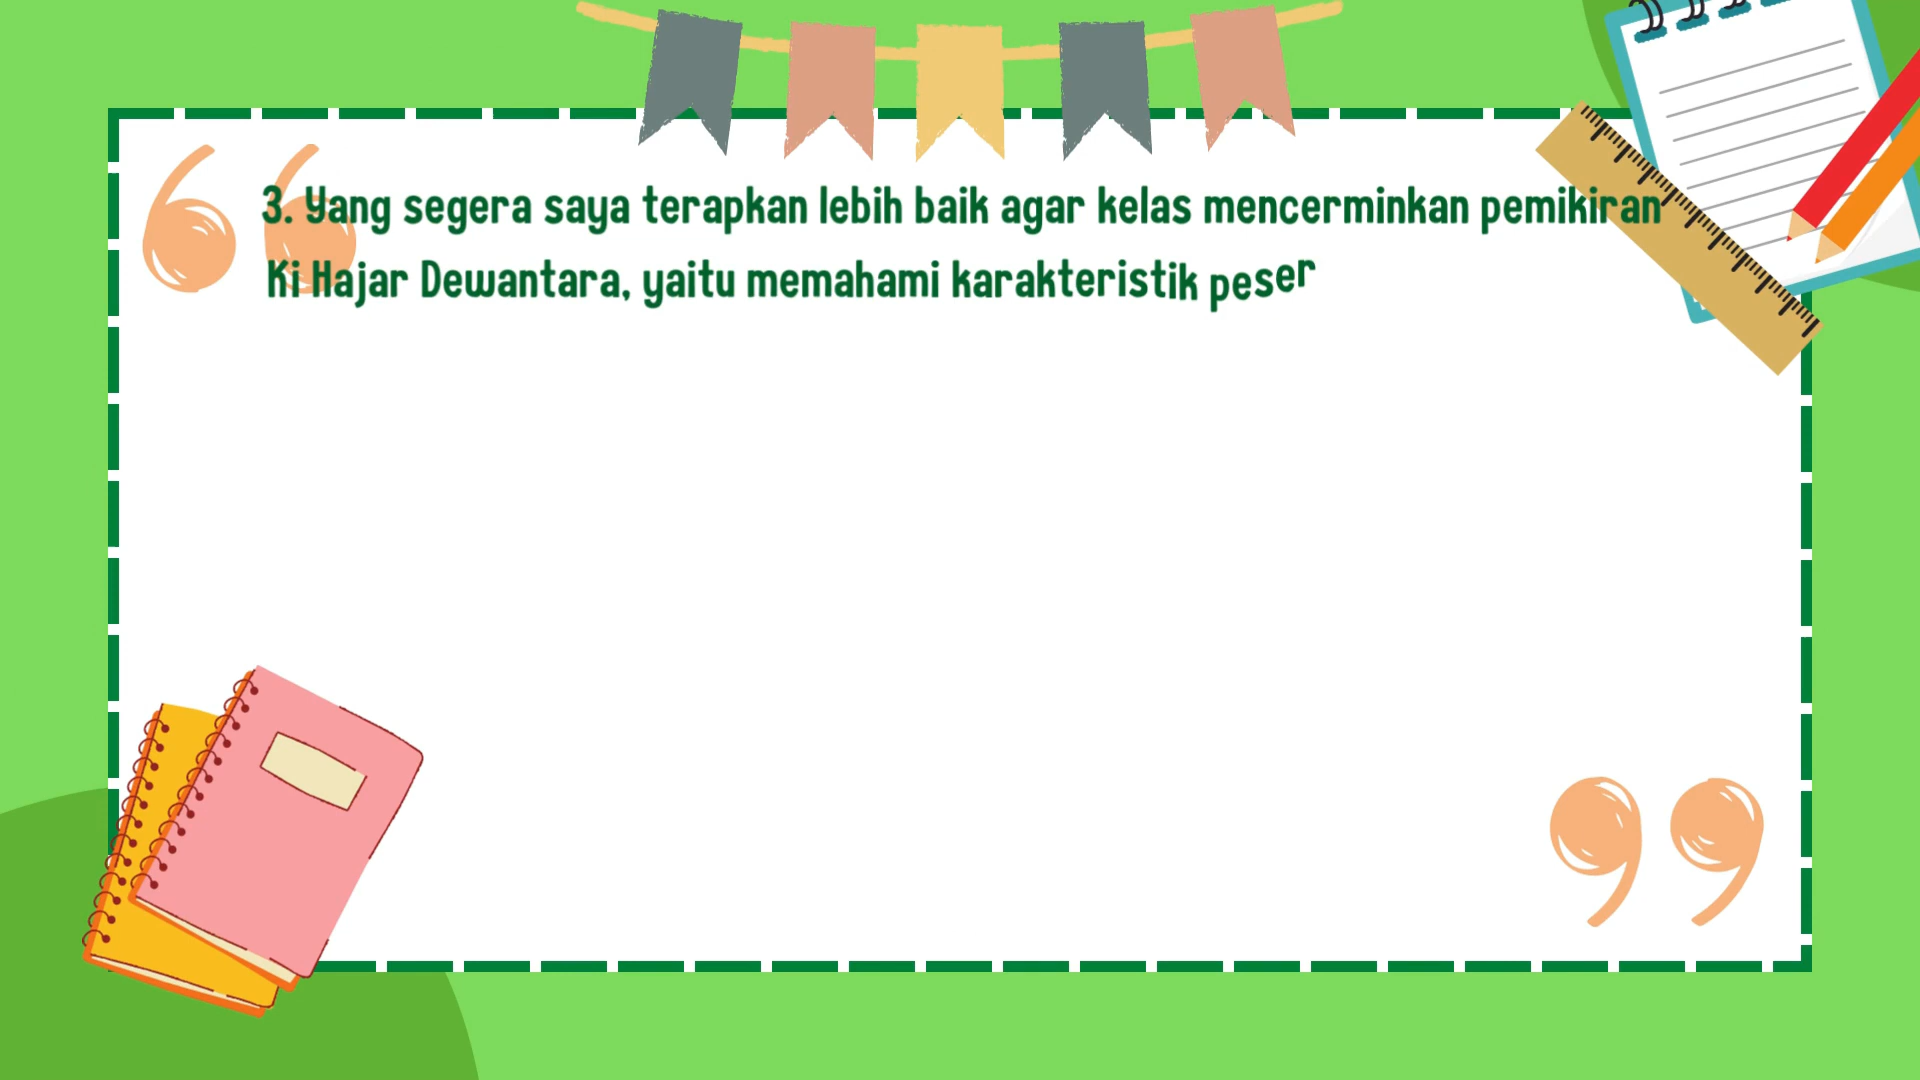 3. Yang segera saya terapkan lebih baik agar kelas mencerminkan pemikiran
Ki Hajar Dewantara, yaitu memahami karakteristik peser